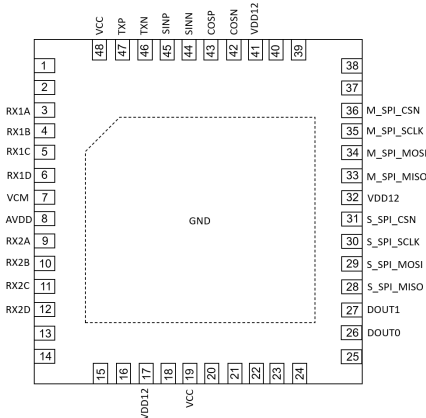 VCC TXP TXN SINP SINN COSP COSN VDD12
48 47 46 45 44 43 42 41 40 39
1
2
RX1A 3
RX1B 4
RX1C 5
RX1D 6
VCM 7
AVDD 8
RX2A 9
RX2B 10
RX2C 11
RX2D 12
13
14
GND
38
37
36 M_SPI_CSN
35 M_SPI_SCLK
34 M_SPI_MOSI
33 M_SPI_MISO
32 VDD12
31 S_SPI_CSN
30 S_SPI_SCLK
29 S_SPI_MOSI
28 S_SPI_MISO
27 DOUT1
26 DOUT0
25
15 16 17 18 19 20 21 22 23 24
VDD12 VCC